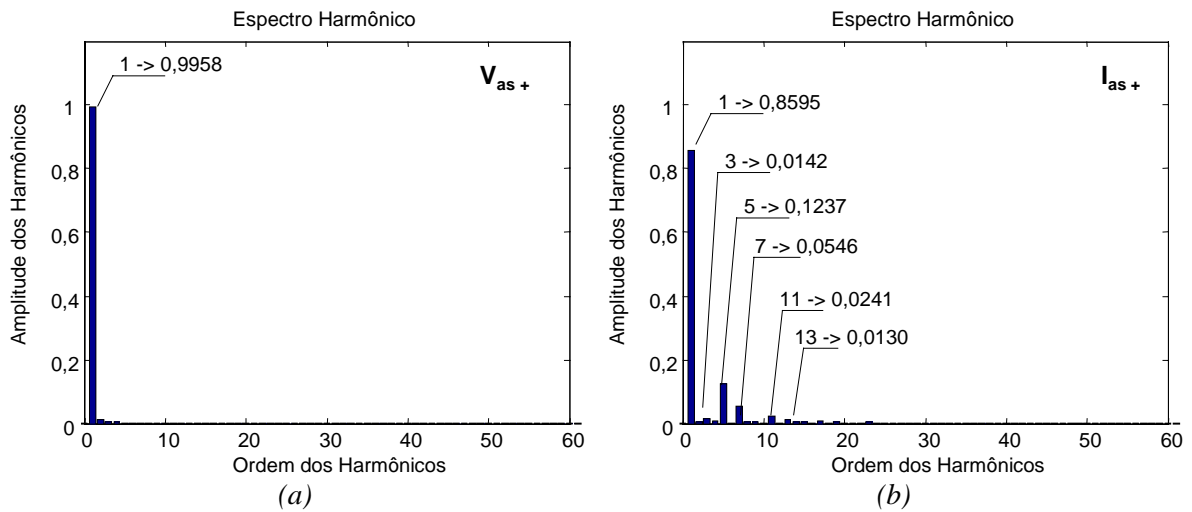 Espectro Harmônico
V as +
1 -> 0,9958
Amplitude dos Harmônicos
1
0,8
0,6
0,4
0,2
0
0 10 20 30 40 50 60
Ordem dos Harmônicos
(a)
Espectro Harmônico
I as +
1 -> 0,8595
3 -> 0,0142
5 -> 0,1237
7 -> 0,0546
11 -> 0,0241
13 -> 0,0130
Amplitude dos Harmônicos
1
0,8
0,6
0,4
0,2
0
0 10 20 30 40 50 60
Ordem dos Harmônicos
(b)